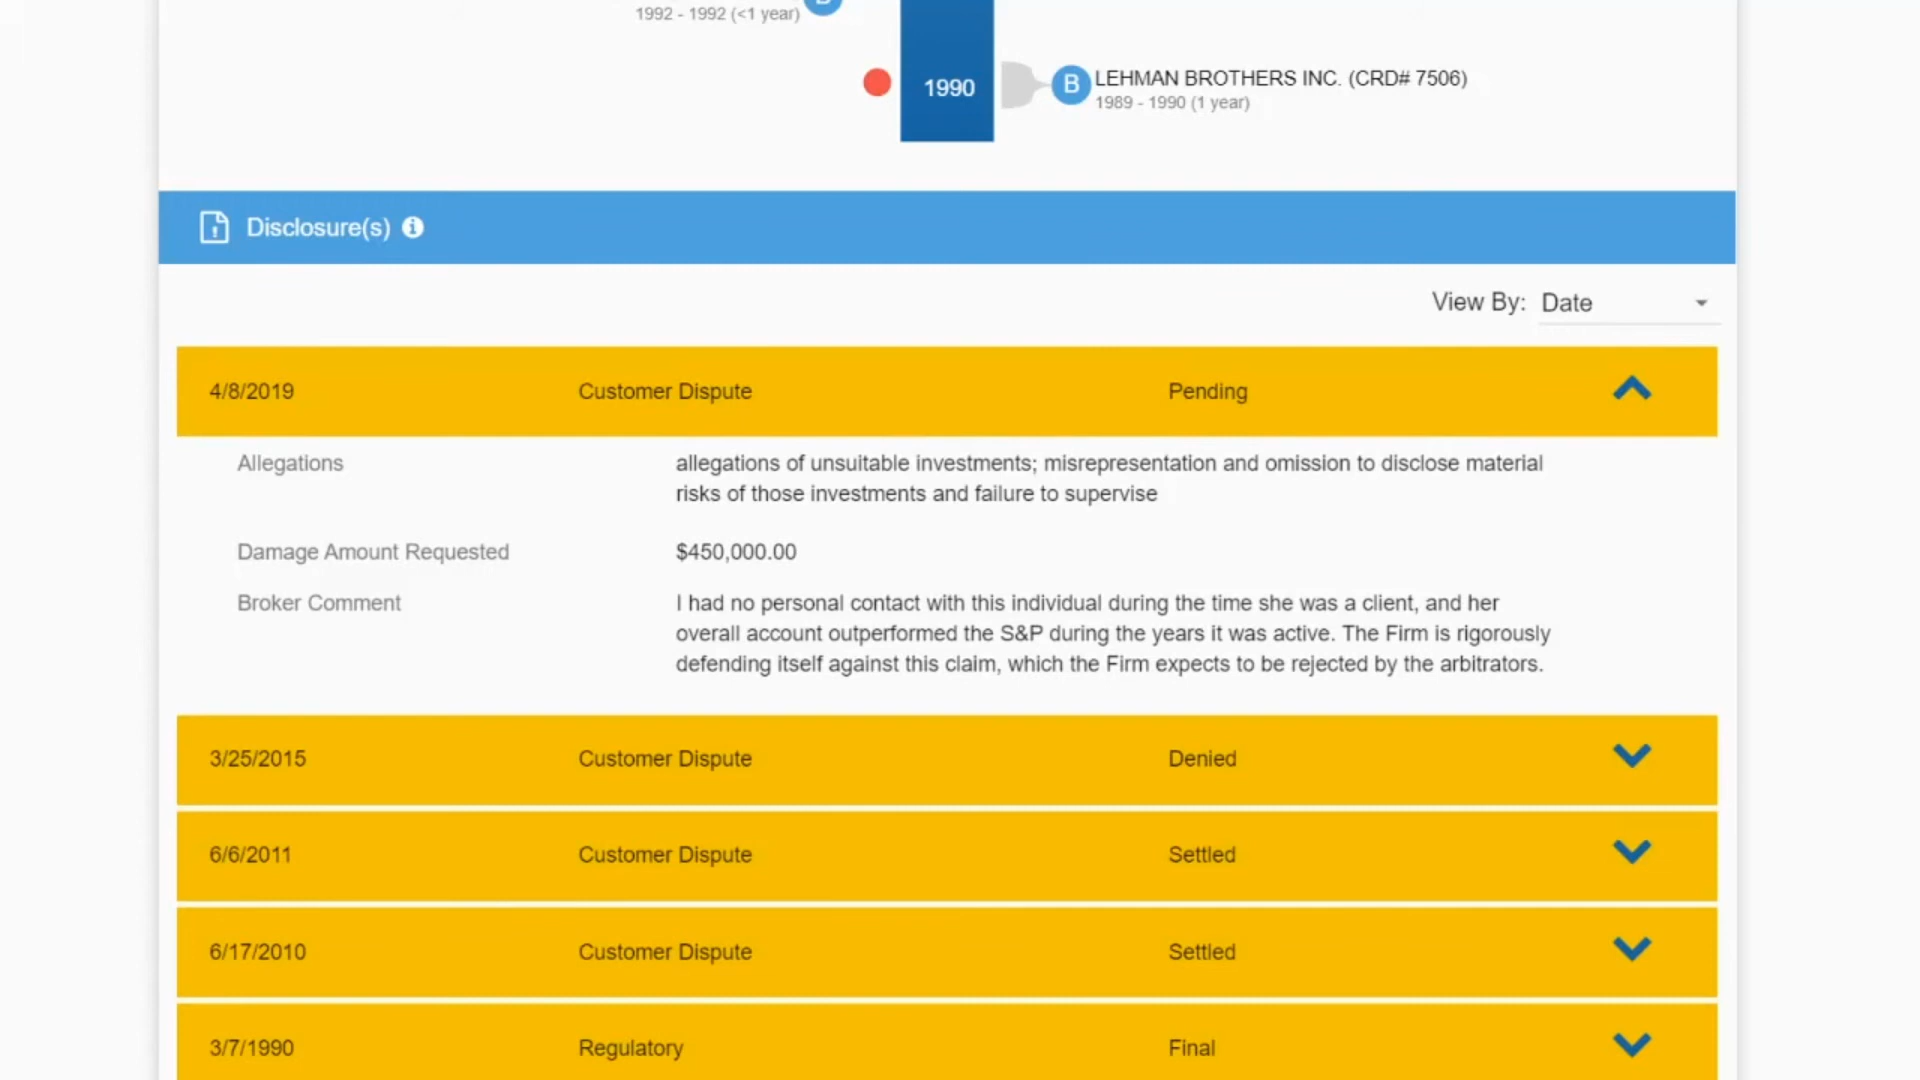 1992 - 1992 (<1 year)
B
1990
B
LEHMAN BROTHERS INC. (CRD# 7506)
1989 - 1990 (1 year)
Disclosure(s)
View By: Date
4/8/2019 Customer Dispute Pending
Allegations allegations of unsuitable investments; misrepresentation and omission to disclose material
risks of those investments and failure to supervise
Damage Amount Requested $450,000.00
Broker Comment I had no personal contact with this individual during the time she was a client, and her
overall account outperformed the S&P during the years it was active. The Firm is rigorously
defending itself against this claim, which the Firm expects to be rejected by the arbitrators.
3/25/2015 Customer Dispute Denied
6/6/2011 Customer Dispute Settled
6/17/2010 Customer Dispute Settled
3/7/1990 Regulatory Final